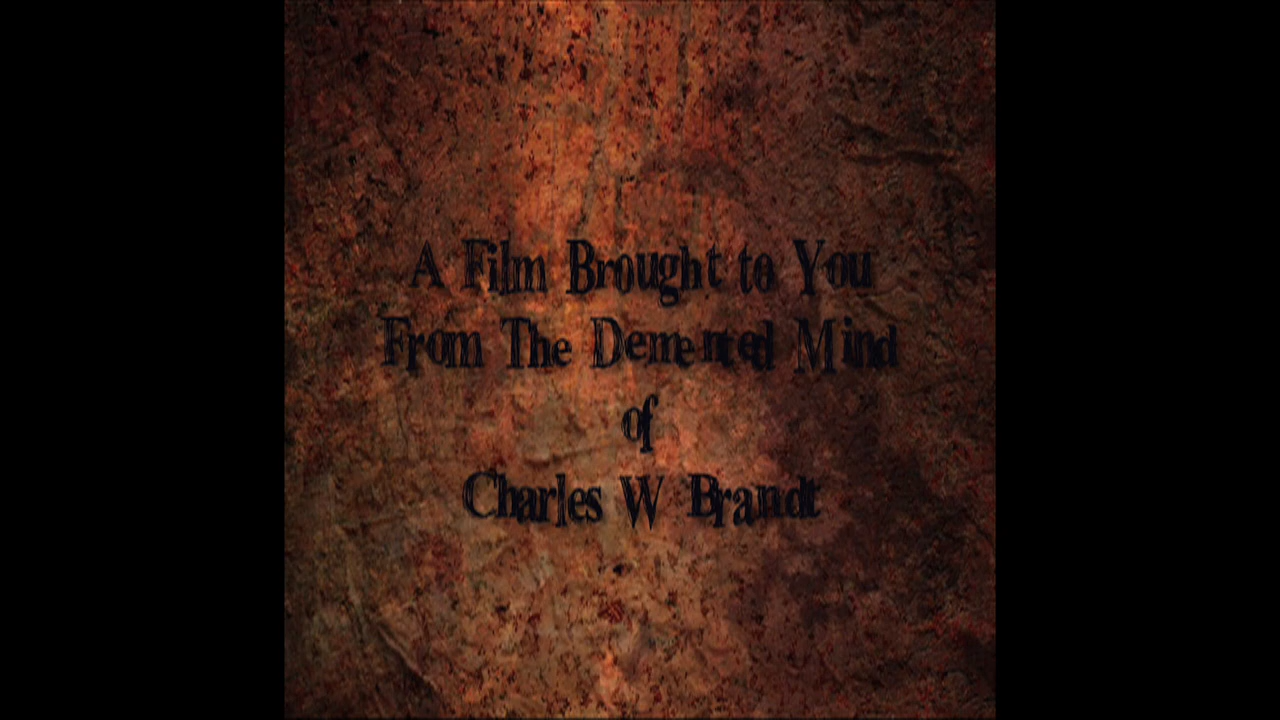 A Film Brought to You
From The Demented Mind
of
Charles W Brandt